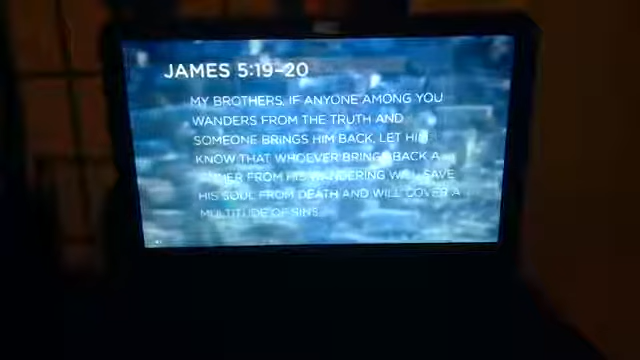 JAMES 5:19-20
MY BROTHERS, IF ANYONE AMONG YOU
WANDERS FROM THE TRUTH AND
SOMEONE BRINGS HIM BACK, LET HIM
KNOW THAT WHOEVER BRINGS BACK A
SINNER FROM HIS WANDERING WILL SAVE
HIS SOUL FROM DEATH AND WILL COVER A
MULTITUDE OF SINS.